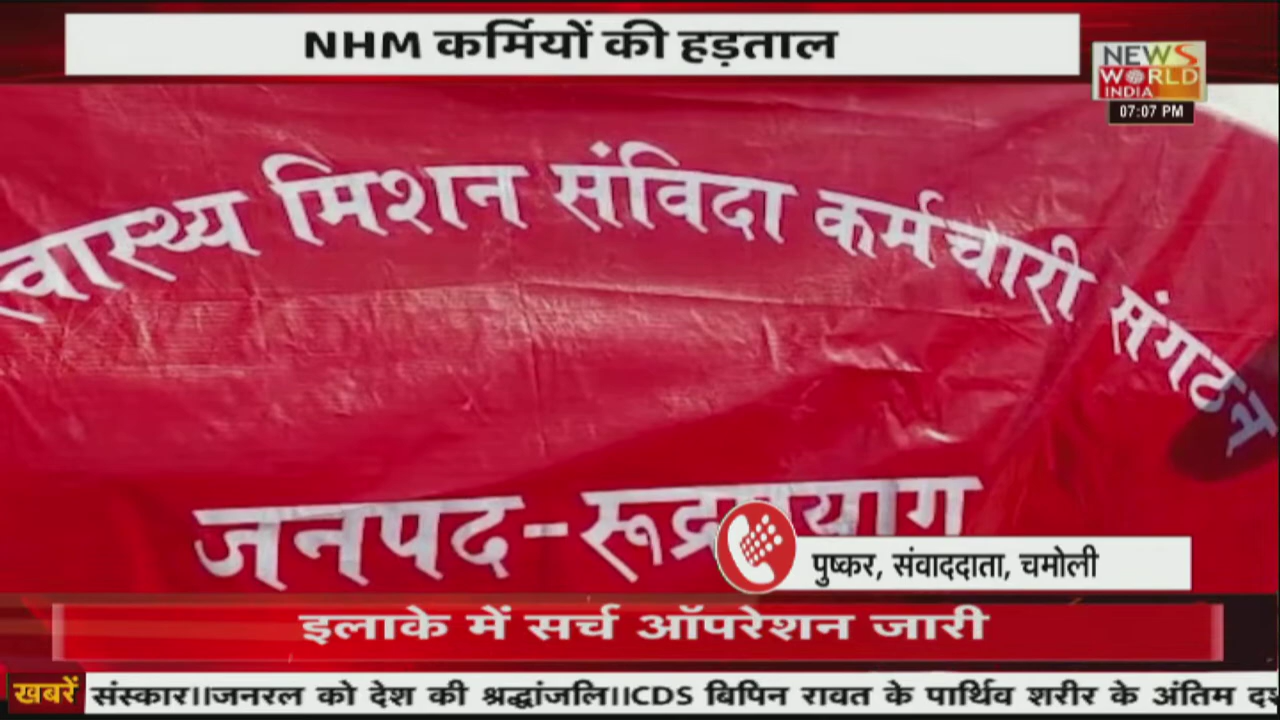 NHM कर्मियों की हड़ताल
NEWS
WORLD
INDIA
07:07 PM
स्वास्थ्य मिशन संविदा कर्मचारी संगठन
जनपद-रूद्रप्रयाग
पुष्कर, संवाददाता, चमोली
इलाके में सर्च ऑपरेशन जारी
खबरें संस्कार।।जनरल को देश की श्रद्धांजलि।।CDS बिपिन रावत के पार्थिव शरीर के अंतिम